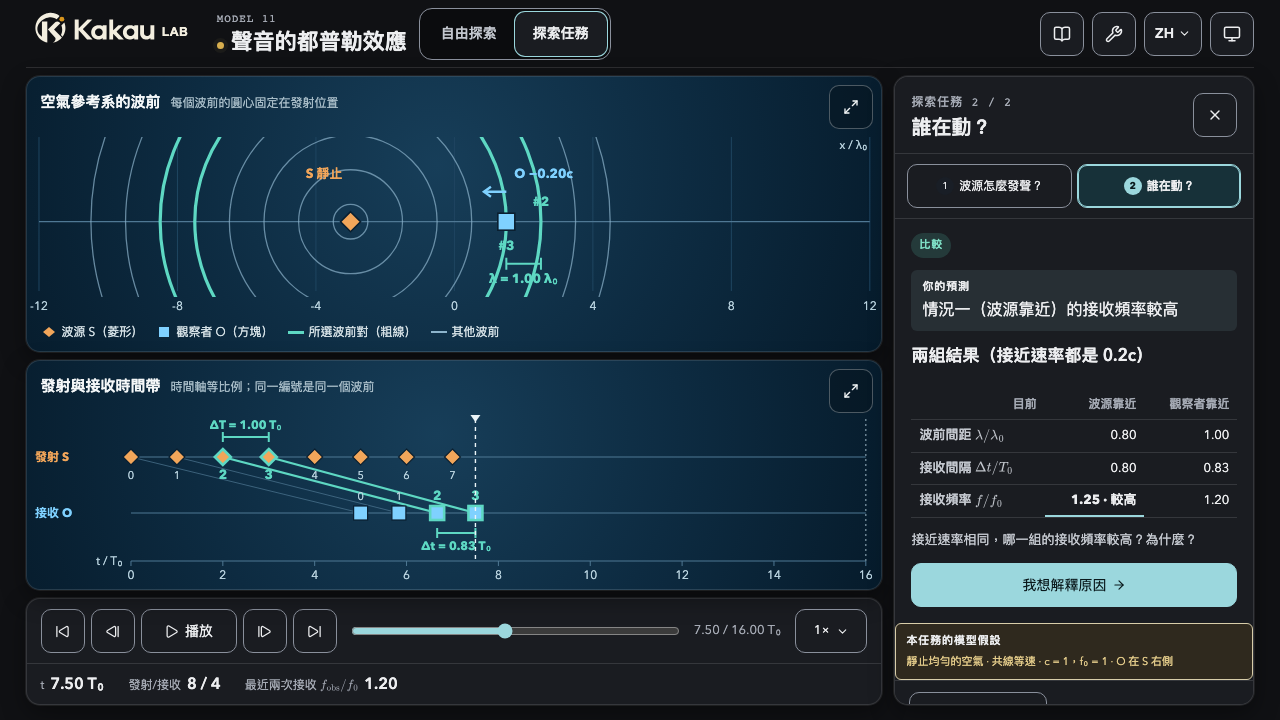 Kakau LAB
MODEL 11
聲音的都普勒效應
自由探索
探索任務
ZH
空氣參考系的波前 每個波前的圓心固定在發射位置
x / λ₀
S 靜止
O −0.20c
#2
#3
λ = 1.00 λ₀
-12 -8 -4 0 4 8 12
波源 S（菱形） 觀察者 O（方塊） 所選波前對（粗線） 其他波前
發射與接收時間帶 時間軸等比例；同一編號是同一個波前
ΔT = 1.00 T₀
發射 S
0 1 2 3 4 5 6 7
0 1 2 3
接收 O
Δt = 0.83 T₀
t / T₀
0 2 4 6 8 10 12 14 16
播放
7.50 / 16.00 T₀
1×
t 7.50 T₀ 發射/接收 8 / 4 最近兩次接收 f_obs/f₀ 1.20
探索任務 2 / 2
誰在動？
1 波源怎麼發聲？
2 誰在動？
比較
你的預測
情況一（波源靠近）的接收頻率較高
兩組結果（接近速率都是 0.2c）
目前 波源靠近 觀察者靠近
波前間距 λ/λ₀ 0.80 1.00
接收間隔 Δt/T₀ 0.80 0.83
接收頻率 f/f₀ 1.25 · 較高 1.20
接近速率相同，哪一組的接收頻率較高？為什麼？
我想解釋原因 →
本任務的模型假設
靜止均勻的空氣 · 共線等速 · c = 1，f₀ = 1 · O 在 S 右側